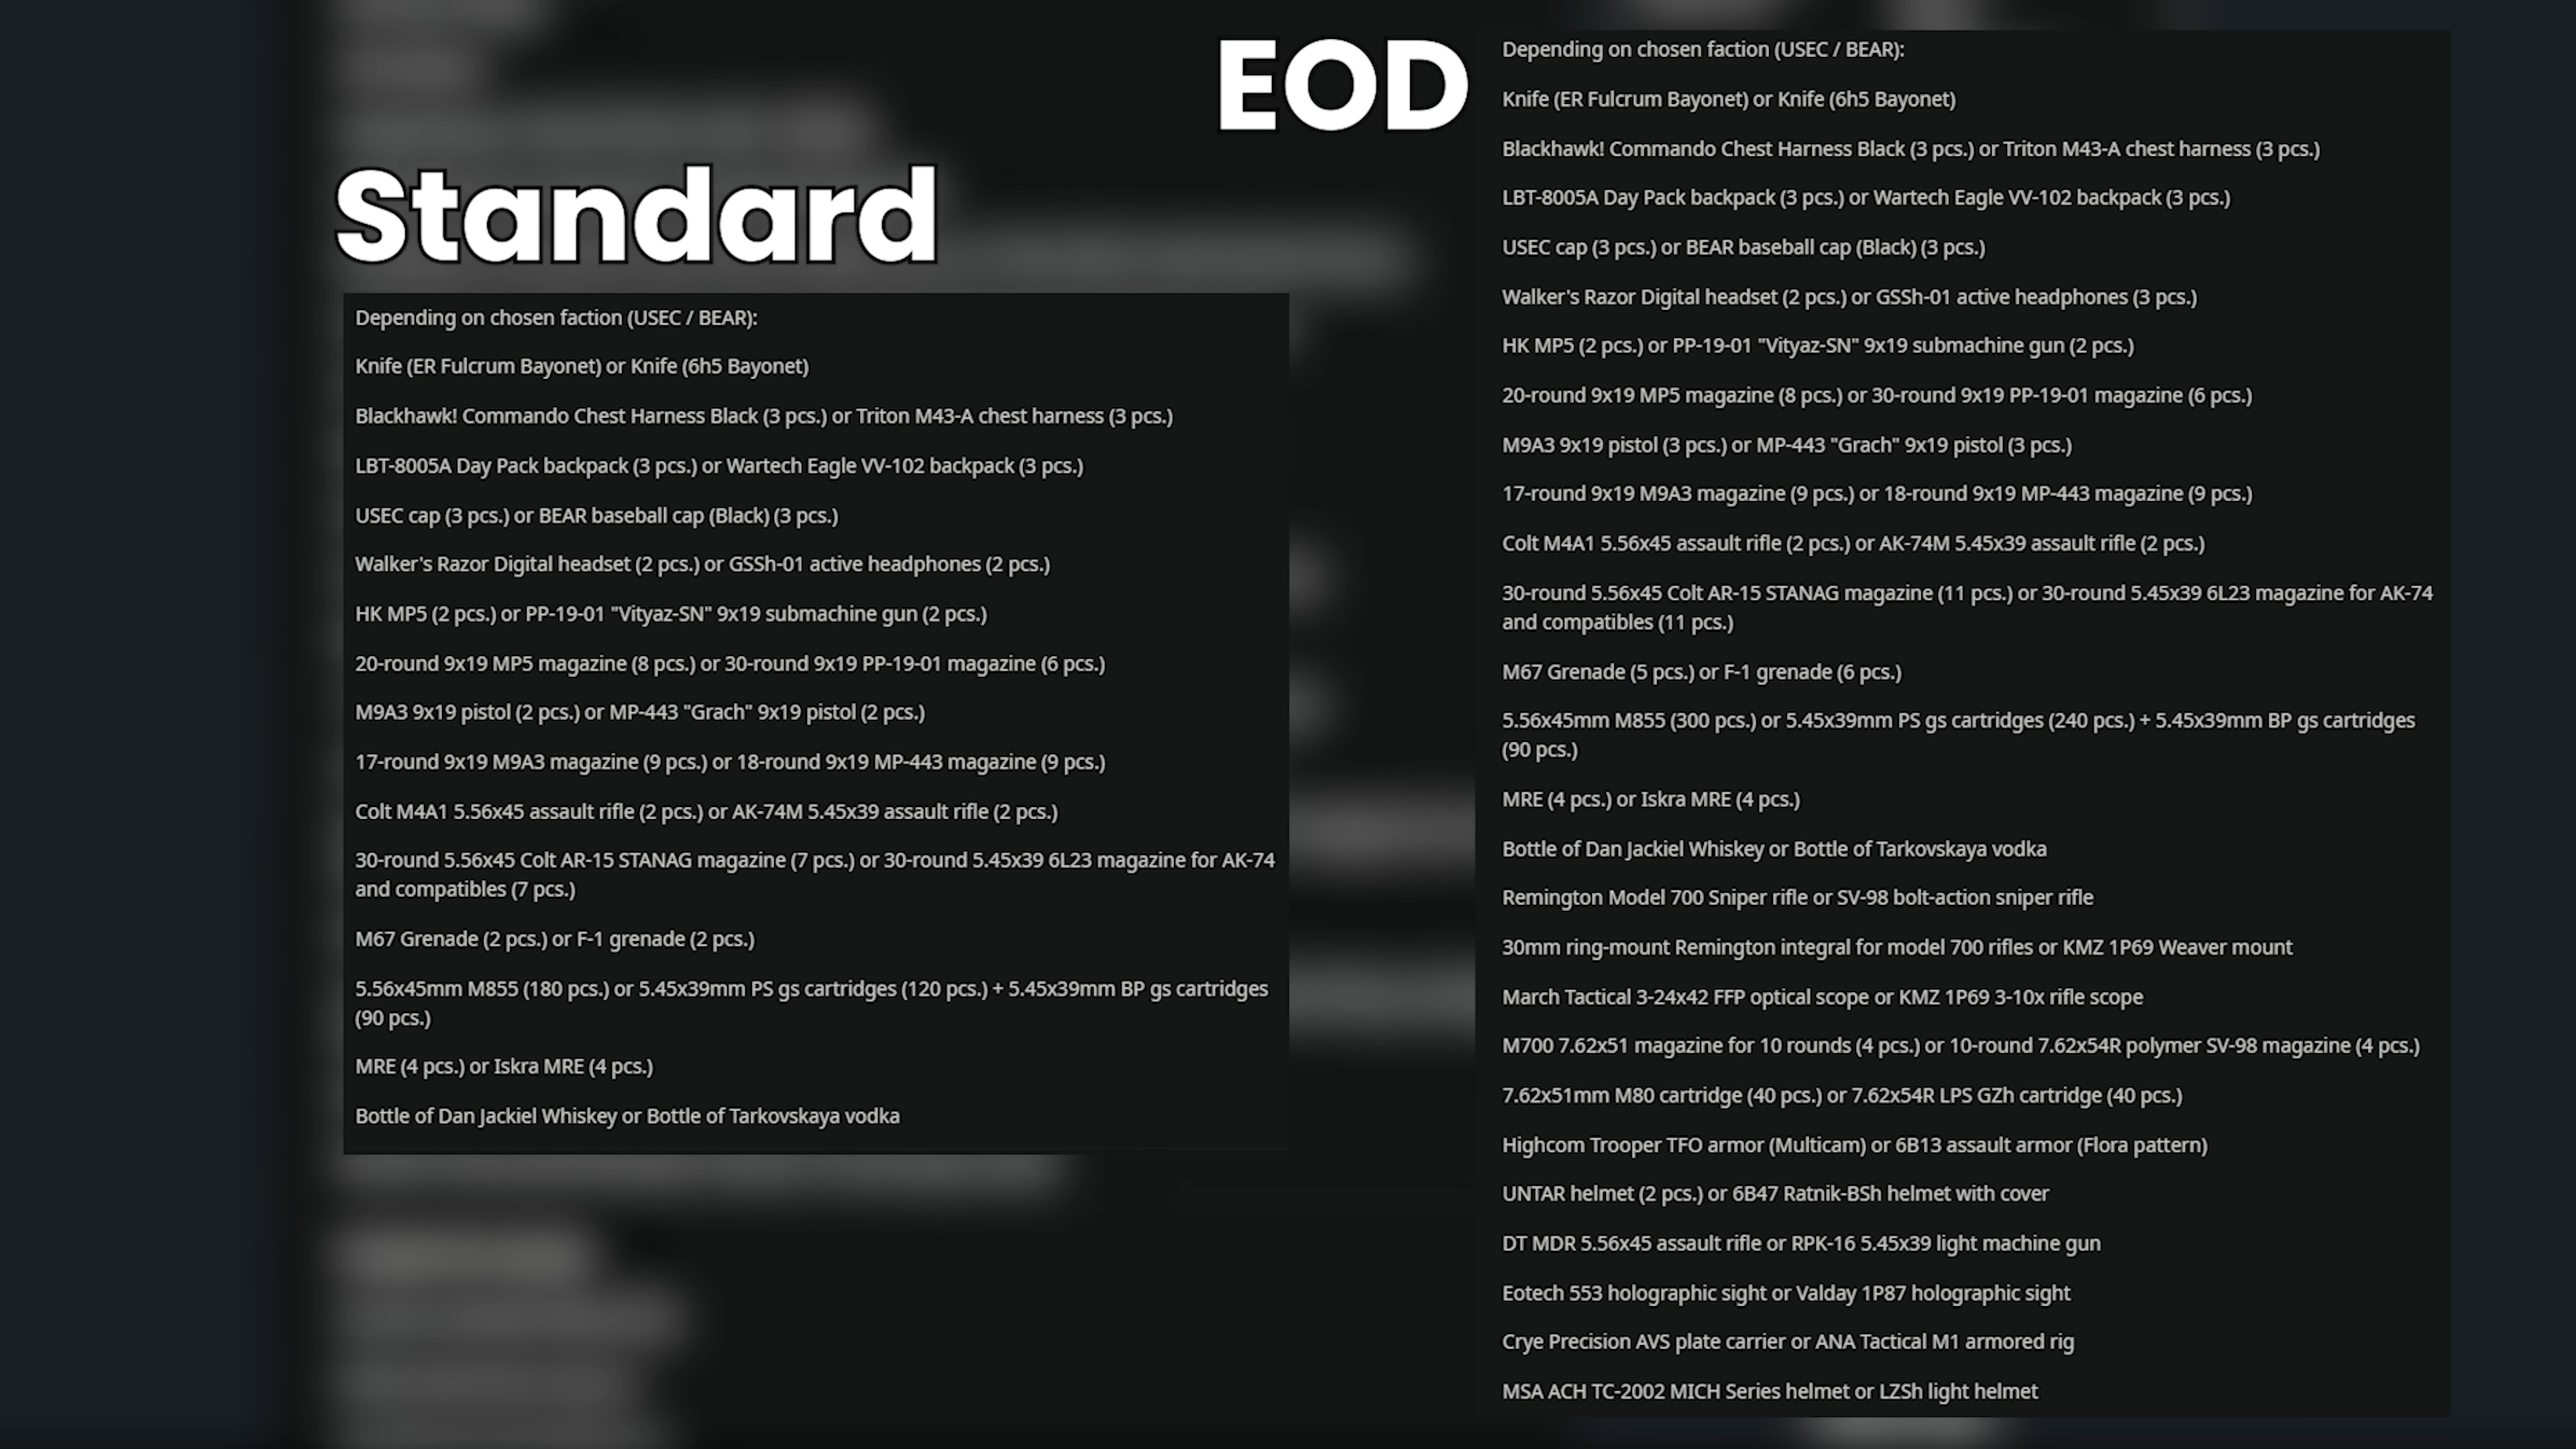 Standard
Depending on chosen faction (USEC / BEAR):
Knife (ER Fulcrum Bayonet) or Knife (6h5 Bayonet)
Blackhawk! Commando Chest Harness Black (3 pcs.) or Triton M43-A chest harness (3 pcs.)
LBT-8005A Day Pack backpack (3 pcs.) or Wartech Eagle VV-102 backpack (3 pcs.)
USEC cap (3 pcs.) or BEAR baseball cap (Black) (3 pcs.)
Walker's Razor Digital headset (2 pcs.) or GSSh-01 active headphones (2 pcs.)
HK MP5 (2 pcs.) or PP-19-01 "Vityaz-SN" 9x19 submachine gun (2 pcs.)
20-round 9x19 MP5 magazine (8 pcs.) or 30-round 9x19 PP-19-01 magazine (6 pcs.)
M9A3 9x19 pistol (2 pcs.) or MP-443 "Grach" 9x19 pistol (2 pcs.)
17-round 9x19 M9A3 magazine (9 pcs.) or 18-round 9x19 MP-443 magazine (9 pcs.)
Colt M4A1 5.56x45 assault rifle (2 pcs.) or AK-74M 5.45x39 assault rifle (2 pcs.)
30-round 5.56x45 Colt AR-15 STANAG magazine (7 pcs.) or 30-round 5.45x39 6L23 magazine for AK-74
and compatibles (7 pcs.)
M67 Grenade (2 pcs.) or F-1 grenade (2 pcs.)
5.56x45mm M855 (180 pcs.) or 5.45x39mm PS gs cartridges (120 pcs.) + 5.45x39mm BP gs cartridges
(90 pcs.)
MRE (4 pcs.) or Iskra MRE (4 pcs.)
Bottle of Dan Jackiel Whiskey or Bottle of Tarkovskaya vodka
EOD
Depending on chosen faction (USEC / BEAR):
Knife (ER Fulcrum Bayonet) or Knife (6h5 Bayonet)
Blackhawk! Commando Chest Harness Black (3 pcs.) or Triton M43-A chest harness (3 pcs.)
LBT-8005A Day Pack backpack (3 pcs.) or Wartech Eagle VV-102 backpack (3 pcs.)
USEC cap (3 pcs.) or BEAR baseball cap (Black) (3 pcs.)
Walker's Razor Digital headset (2 pcs.) or GSSh-01 active headphones (3 pcs.)
HK MP5 (2 pcs.) or PP-19-01 "Vityaz-SN" 9x19 submachine gun (2 pcs.)
20-round 9x19 MP5 magazine (8 pcs.) or 30-round 9x19 PP-19-01 magazine (6 pcs.)
M9A3 9x19 pistol (3 pcs.) or MP-443 "Grach" 9x19 pistol (3 pcs.)
17-round 9x19 M9A3 magazine (9 pcs.) or 18-round 9x19 MP-443 magazine (9 pcs.)
Colt M4A1 5.56x45 assault rifle (2 pcs.) or AK-74M 5.45x39 assault rifle (2 pcs.)
30-round 5.56x45 Colt AR-15 STANAG magazine (11 pcs.) or 30-round 5.45x39 6L23 magazine for AK-74
and compatibles (11 pcs.)
M67 Grenade (5 pcs.) or F-1 grenade (6 pcs.)
5.56x45mm M855 (300 pcs.) or 5.45x39mm PS gs cartridges (240 pcs.) + 5.45x39mm BP gs cartridges
(90 pcs.)
MRE (4 pcs.) or Iskra MRE (4 pcs.)
Bottle of Dan Jackiel Whiskey or Bottle of Tarkovskaya vodka
Remington Model 700 Sniper rifle or SV-98 bolt-action sniper rifle
30mm ring-mount Remington integral for model 700 rifles or KMZ 1P69 Weaver mount
March Tactical 3-24x42 FFP optical scope or KMZ 1P69 3-10x rifle scope
M700 7.62x51 magazine for 10 rounds (4 pcs.) or 10-round 7.62x54R polymer SV-98 magazine (4 pcs.)
7.62x51mm M80 cartridge (40 pcs.) or 7.62x54R LPS GZh cartridge (40 pcs.)
Highcom Trooper TFO armor (Multicam) or 6B13 assault armor (Flora pattern)
UNTAR helmet (2 pcs.) or 6B47 Ratnik-BSh helmet with cover
DT MDR 5.56x45 assault rifle or RPK-16 5.45x39 light machine gun
Eotech 553 holographic sight or Valday 1P87 holographic sight
Crye Precision AVS plate carrier or ANA Tactical M1 armored rig
MSA ACH TC-2002 MICH Series helmet or LZSh light helmet